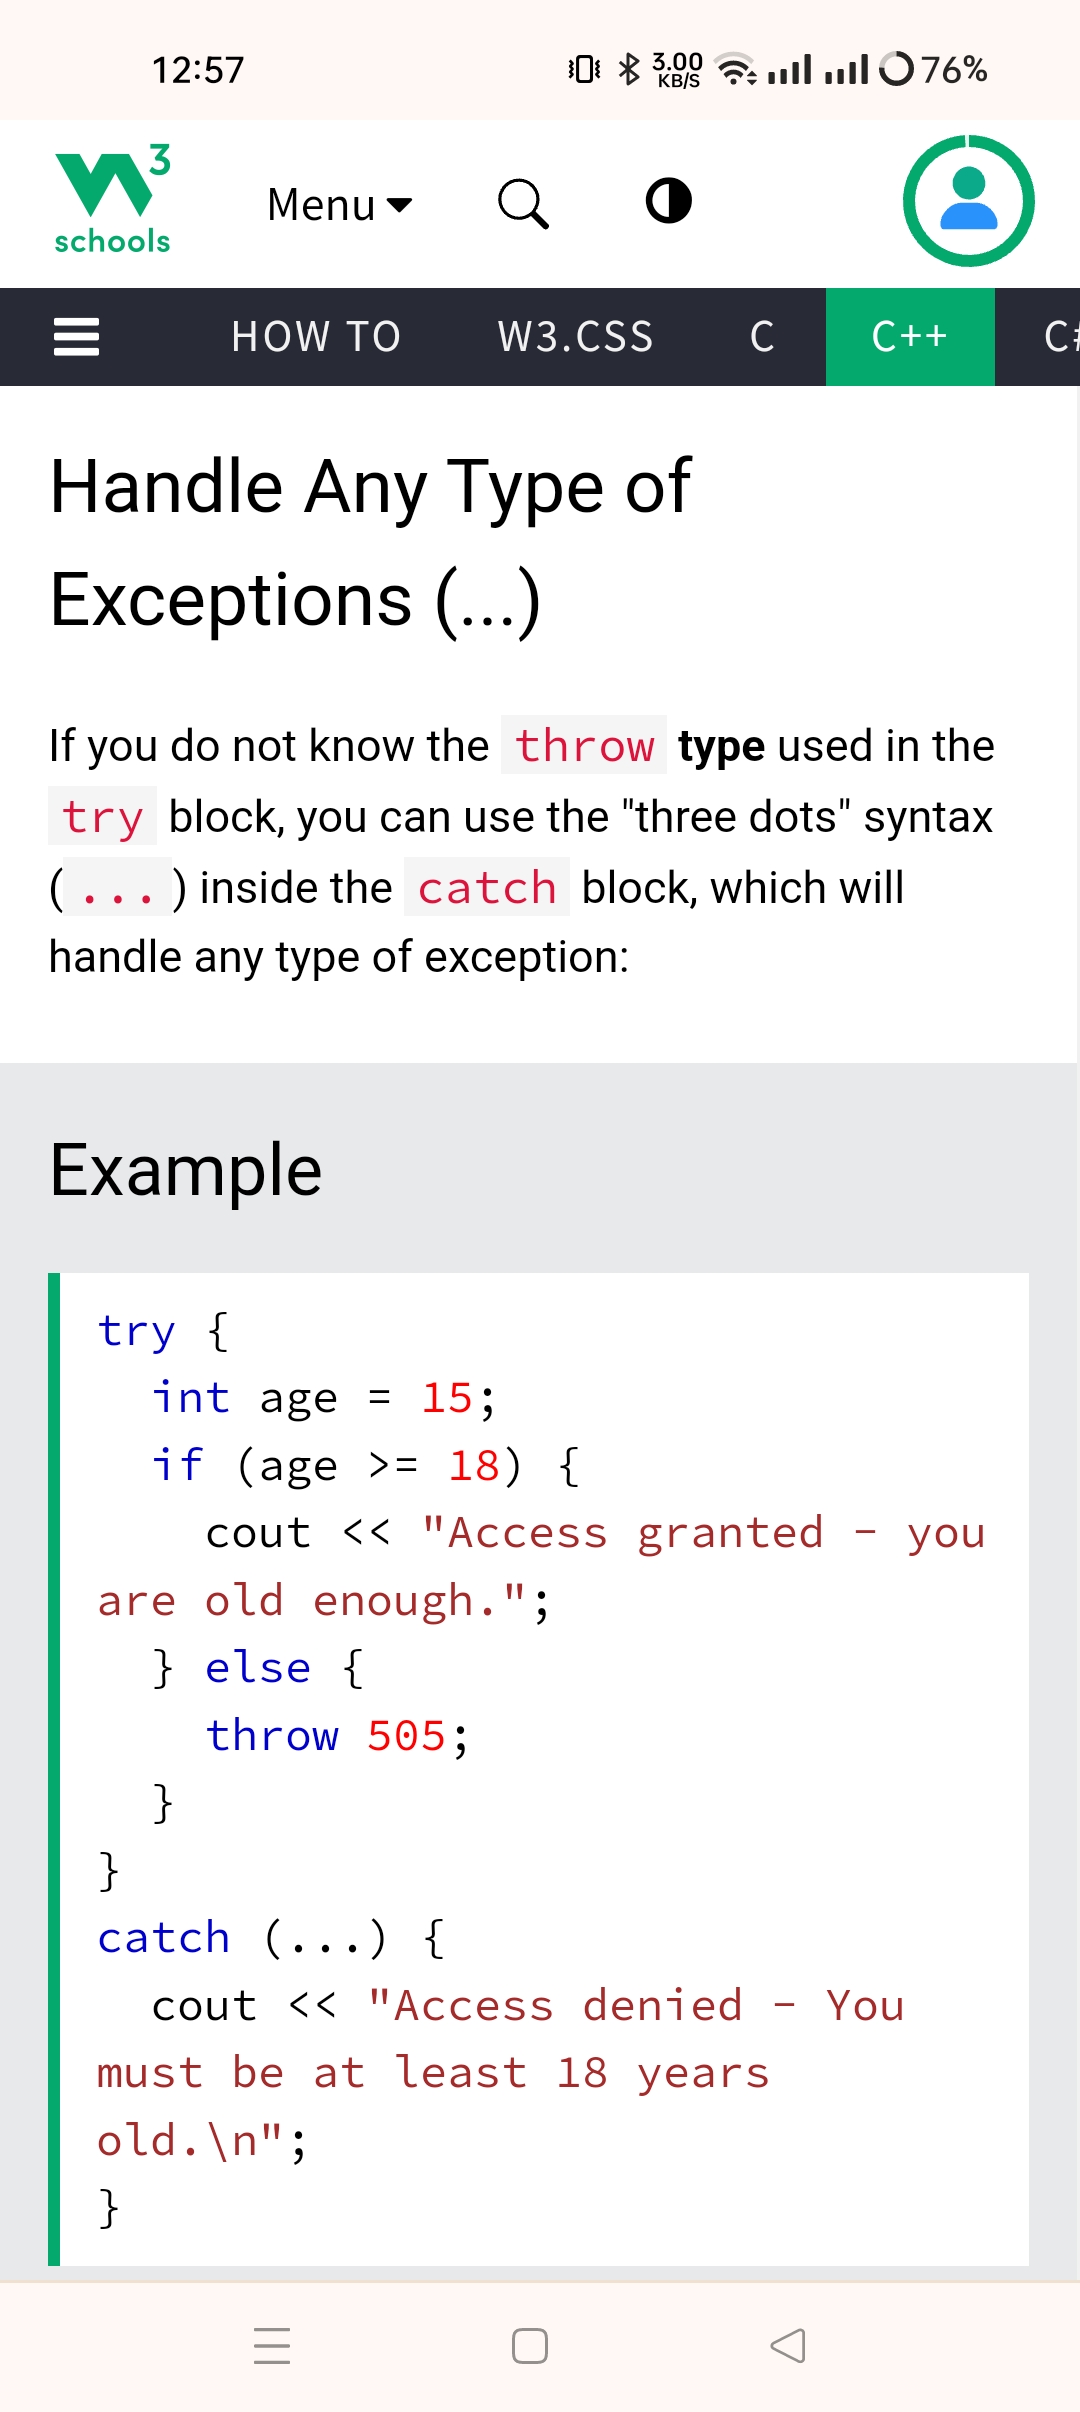 12:57 3.00 KB/S 76%
W3 schools
Menu
HOW TO W3.CSS C C++ C#
Handle Any Type of
Exceptions (...)
If you do not know the throw type used in the
try block, you can use the "three dots" syntax
(...) inside the catch block, which will
handle any type of exception:
Example
try {
  int age = 15;
  if (age >= 18) {
    cout << "Access granted - you
are old enough.";
  } else {
    throw 505;
  }
}
catch (...) {
  cout << "Access denied - You
must be at least 18 years
old.\n";
}